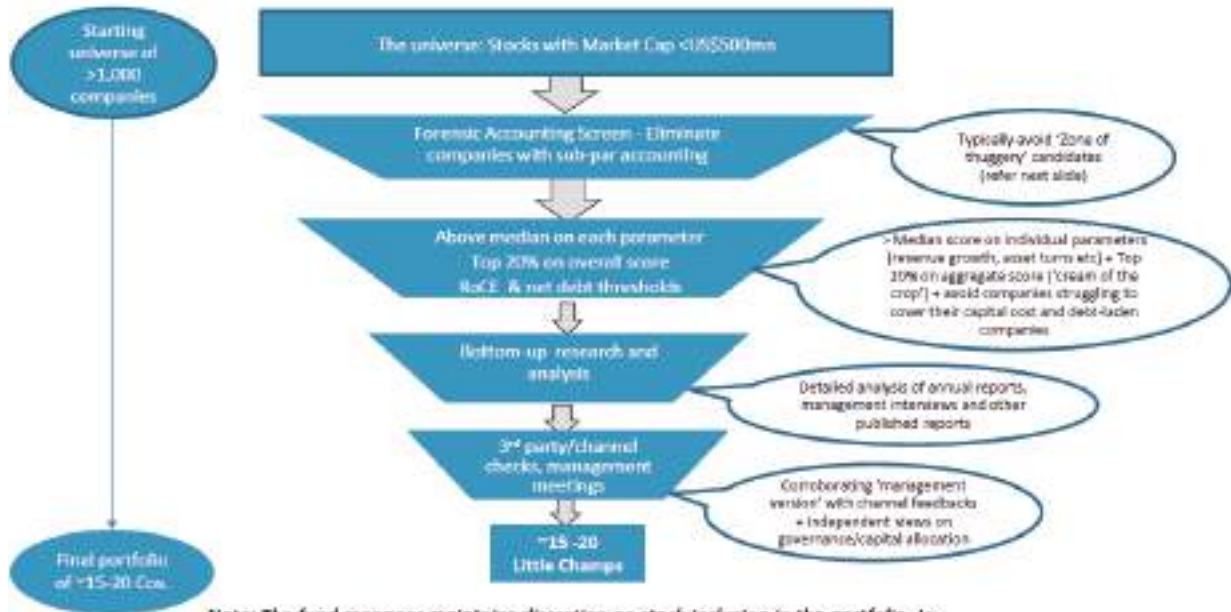 Starting
universe of
>1,000
companies
The universe: Stocks with Market Cap <US$500mn
Forensic Accounting Screen - Eliminate
companies with sub-par accounting
Typically avoid 'Zone of
thuggery' candidates
(refer next slide)
Above median on each parameter
Top 20% on overall score
RoCE & net debt thresholds
> Median score on individual parameters
(revenue growth, asset turns etc) + Top
20% on aggregate score ('cream of the
crop') + avoid companies struggling to
cover their capital cost and debt-laden
companies
Bottom-up research and
analysis
Detailed analysis of annual reports,
management interviews and other
published reports
3rd party/channel
checks, management
meetings
Corroborating 'management
version' with channel feedbacks
+ independent views on
governance/capital allocation
~15 -20
Little Champs
Final portfolio
of ~15-20 Cos.